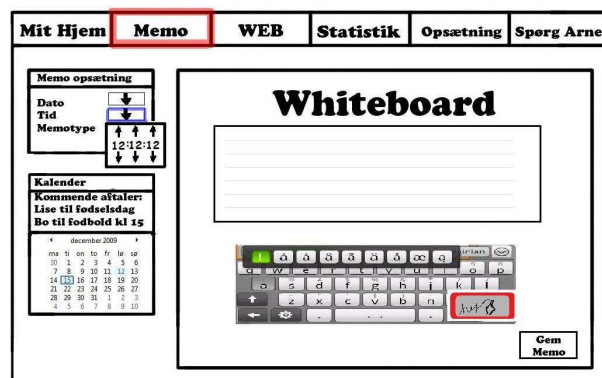 Mit Hjem Memo WEB Statistik Opsætning Spørg Arne
Memo opsætning
Dato
Tid
Memotype
12:12:12
Kalender
Kommende aftaler:
Lise til fødselsdag
Bo til fodbold kl 15
december 2009
ma ti on to fr lø sø
30 1 2 3 4 5 6
7 8 9 10 11 12 13
14 15 16 17 18 19 20
21 22 23 24 25 26 27
28 29 30 31 1 2 3
4 5 6 7 8 9 10
Whiteboard
q w e r t y u i o p
a s d f g h j k l
z x c v b n
Gem
Memo